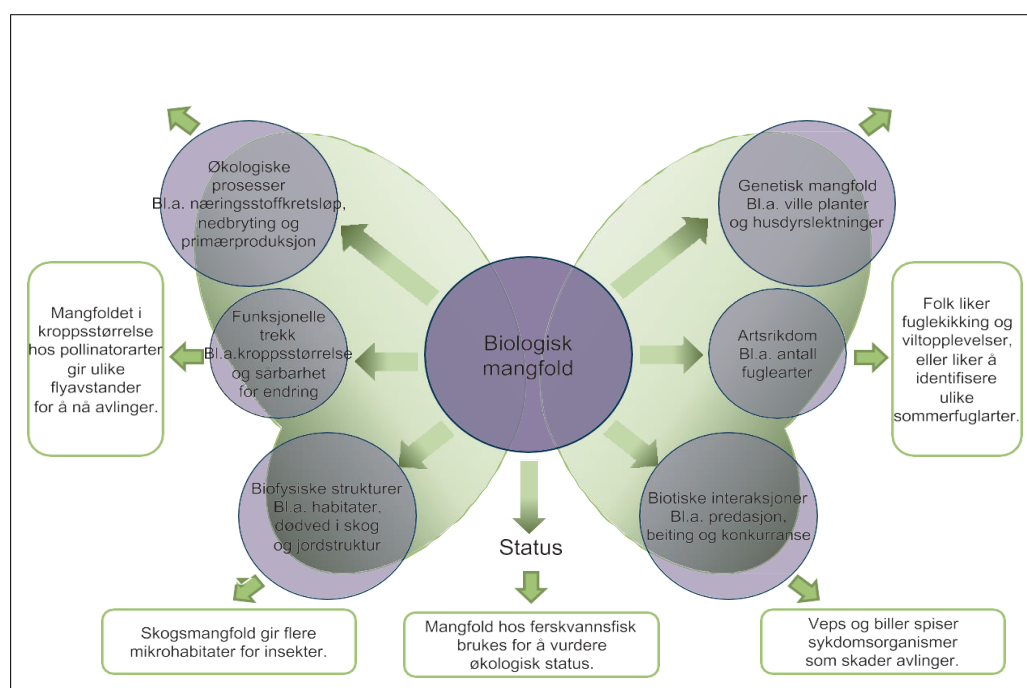 Økologiske
prosesser
Bl.a. næringsstoffkretsløp,
nedbryting og
primærproduksjon
Genetisk mangfold
Bl.a. ville planter
og husdyrslektninger
Mangfoldet i
kroppsstørrelse
hos pollinatorarter
gir ulike
flyavstander
for å nå avlinger.
Funksjonelle
trekk
Bl.a.kroppsstørrelse
og sårbarhet
for endring
Biologisk
mangfold
Artsrikdom
Bl.a. antall
fuglearter
Folk liker
fuglekikking og
viltopplevelser,
eller liker å
identifisere
ulike
sommerfuglarter.
Biofysiske strukturer
Bl.a. habitater,
dødved i skog
og jordstruktur
Status
Biotiske interaksjoner
Bl.a. predasjon,
beiting og konkurranse
Skogsmangfold gir flere
mikrohabitater for insekter.
Mangfold hos ferskvannsfisk
brukes for å vurdere
økologisk status.
Veps og biller spiser
sykdomsorganismer
som skader avlinger.